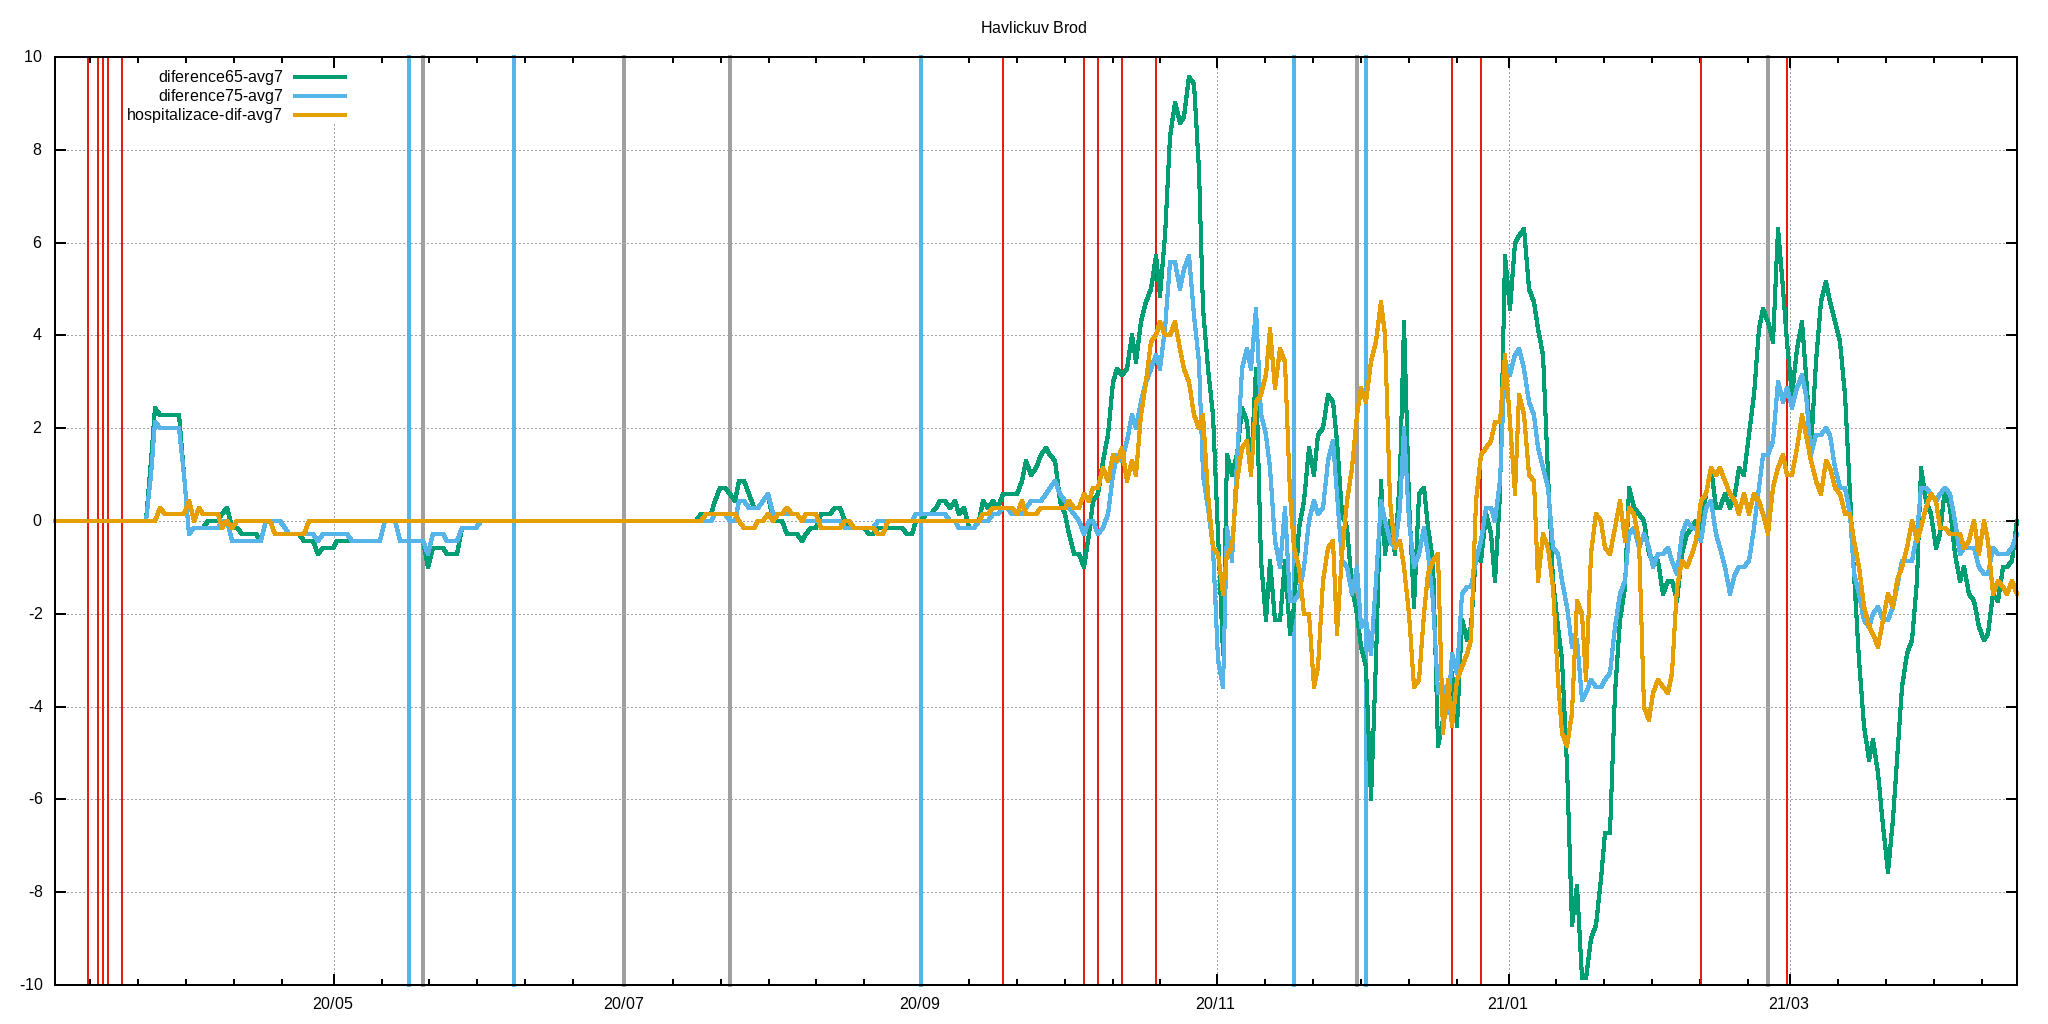 Havlickuv Brod
diference65-avg7
diference75-avg7
hospitalizace-dif-avg7
10
8
6
4
2
0
-2
-4
-6
-8
-10
20/05 20/07 20/09 20/11 21/01 21/03